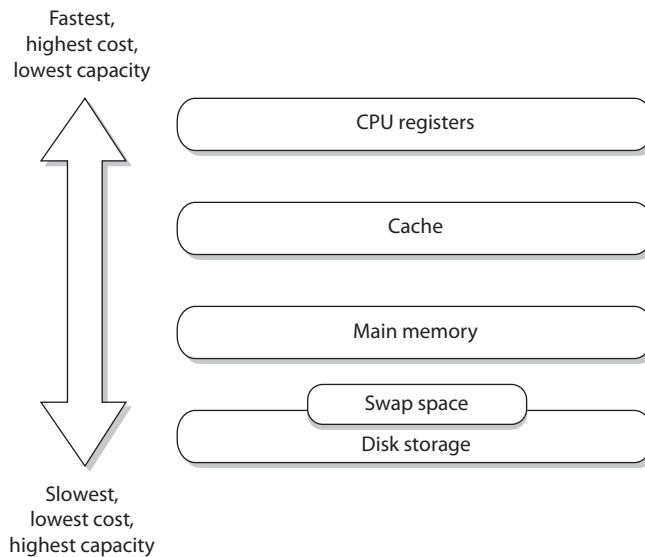 Fastest,
highest cost,
lowest capacity
CPU registers
Cache
Main memory
Swap space
Disk storage
Slowest,
lowest cost,
highest capacity